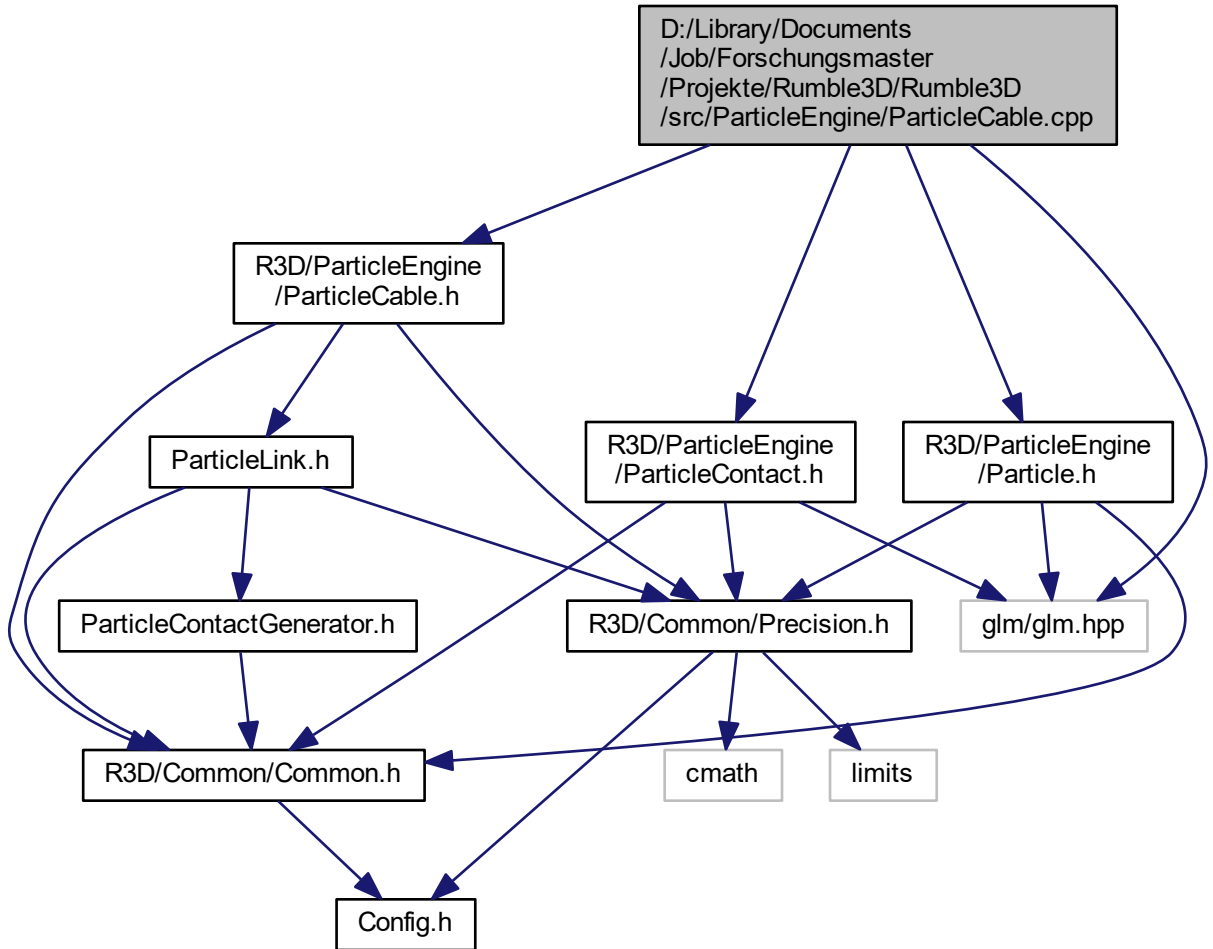 D:/Library/Documents
/Job/Forschungsmaster
/Projekte/Rumble3D/Rumble3D
/src/ParticleEngine/ParticleCable.cpp
R3D/ParticleEngine
/ParticleCable.h
ParticleLink.h
R3D/ParticleEngine
/ParticleContact.h
R3D/ParticleEngine
/Particle.h
ParticleContactGenerator.h
R3D/Common/Precision.h
glm/glm.hpp
R3D/Common/Common.h
cmath
limits
Config.h